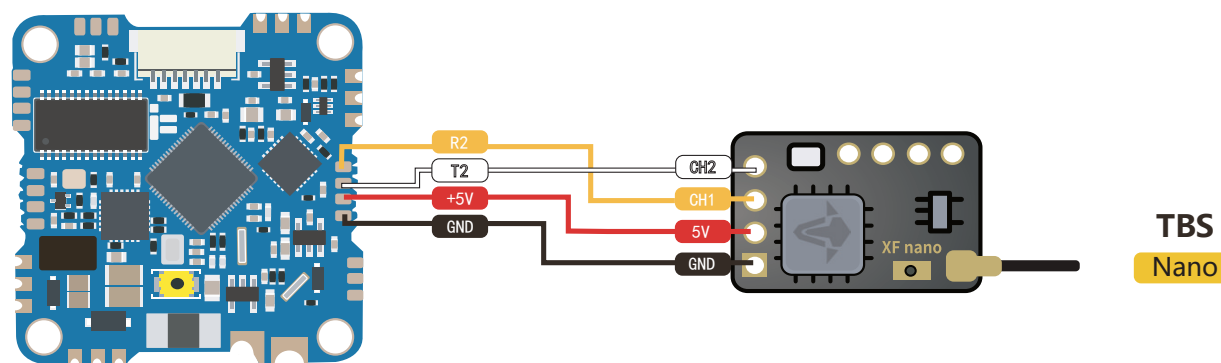 R2
T2
+5V
GND
CH2
CH1
5V
GND
XF nano
TBS
Nano